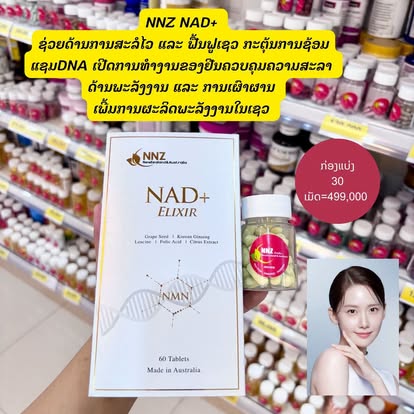 NNZ NAD+
ຊ່ວຍດ້ານການສະລໍໄວ ແລະ ຟື້ນຟູເຊວ ກະຕຸ້ນການຊ້ອມ
ແຊມDNA ເປີດການທຳງານຂອງຢີນຄວບຄຸມຄວາມສະລາ
ດ້ານພະລັງງານ ແລະ ການເຜົາຜານ
ເພີ້ມການຜະລິດພະລັງງານໃນເຊວ
ກ່ອງແບ່ງ
30
ເມັດ=499,000
NNZ
NAD+
ELIXIR
Grape Seed | Korean Ginseng
Leucine | Folic Acid | Citrus Extract
NMN
60 Tablets
Made in Australia
NNZ